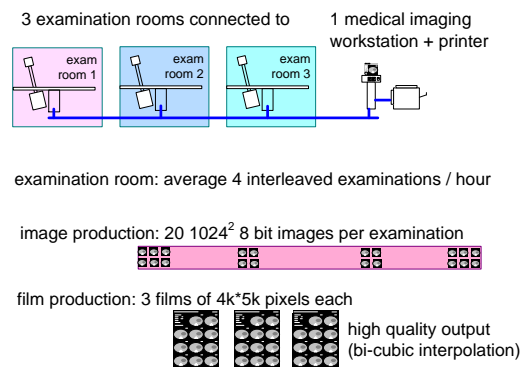 3 examination rooms connected to
1 medical imaging
workstation + printer
exam
room 1
exam
room 2
exam
room 3
examination room: average 4 interleaved examinations / hour
image production: 20 1024² 8 bit images per examination
film production: 3 films of 4k*5k pixels each
high quality output
(bi-cubic interpolation)